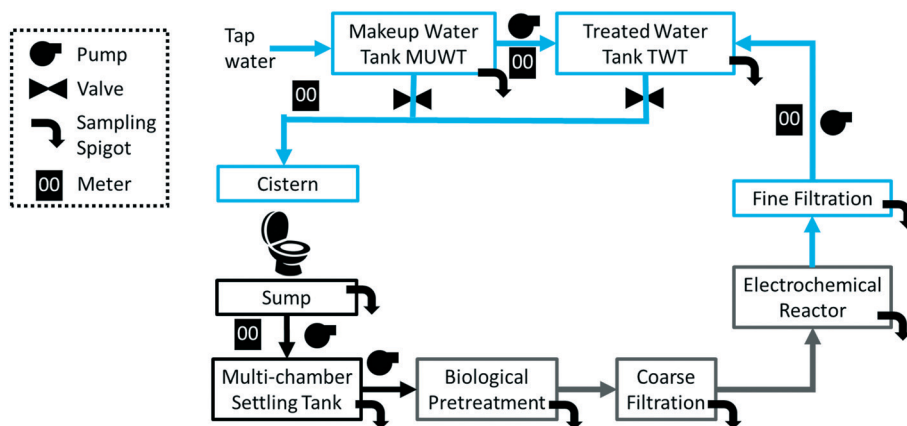 Pump
Valve
Sampling
Spigot
00
Meter
Tap
water
Makeup Water
Tank MUWT
00
Treated Water
Tank TWT
00
Cistern
00
Fine Filtration
Electrochemical
Reactor
Sump
00
Multi-chamber
Settling Tank
Biological
Pretreatment
Coarse
Filtration